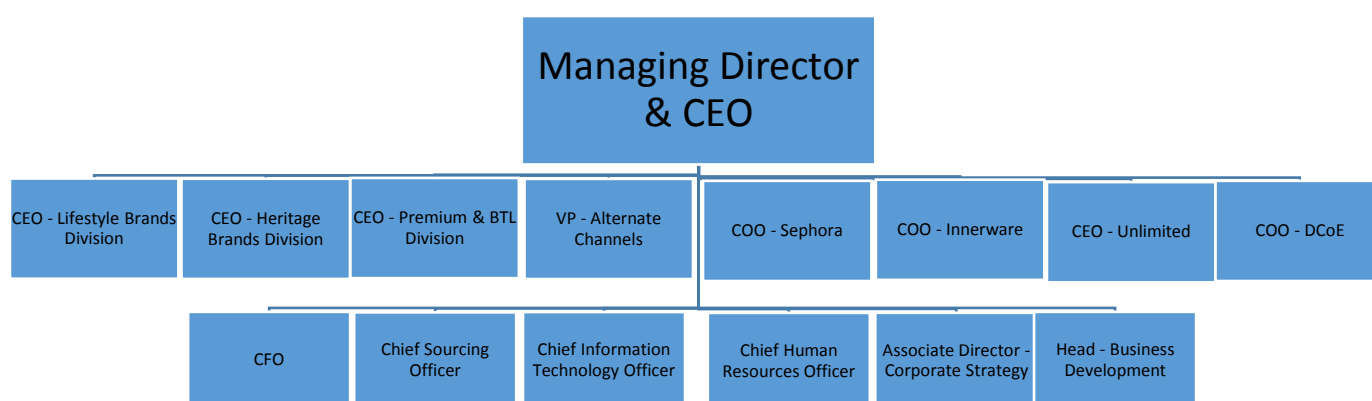 Managing Director
& CEO
CEO - Lifestyle Brands
Division
CEO - Heritage
Brands Division
CEO - Premium & BTL
Division
VP - Alternate
Channels
COO - Sephora
COO - Innerware
CEO - Unlimited
COO - DCoE
CFO
Chief Sourcing
Officer
Chief Information
Technology Officer
Chief Human
Resources Officer
Associate Director -
Corporate Strategy
Head - Business
Development